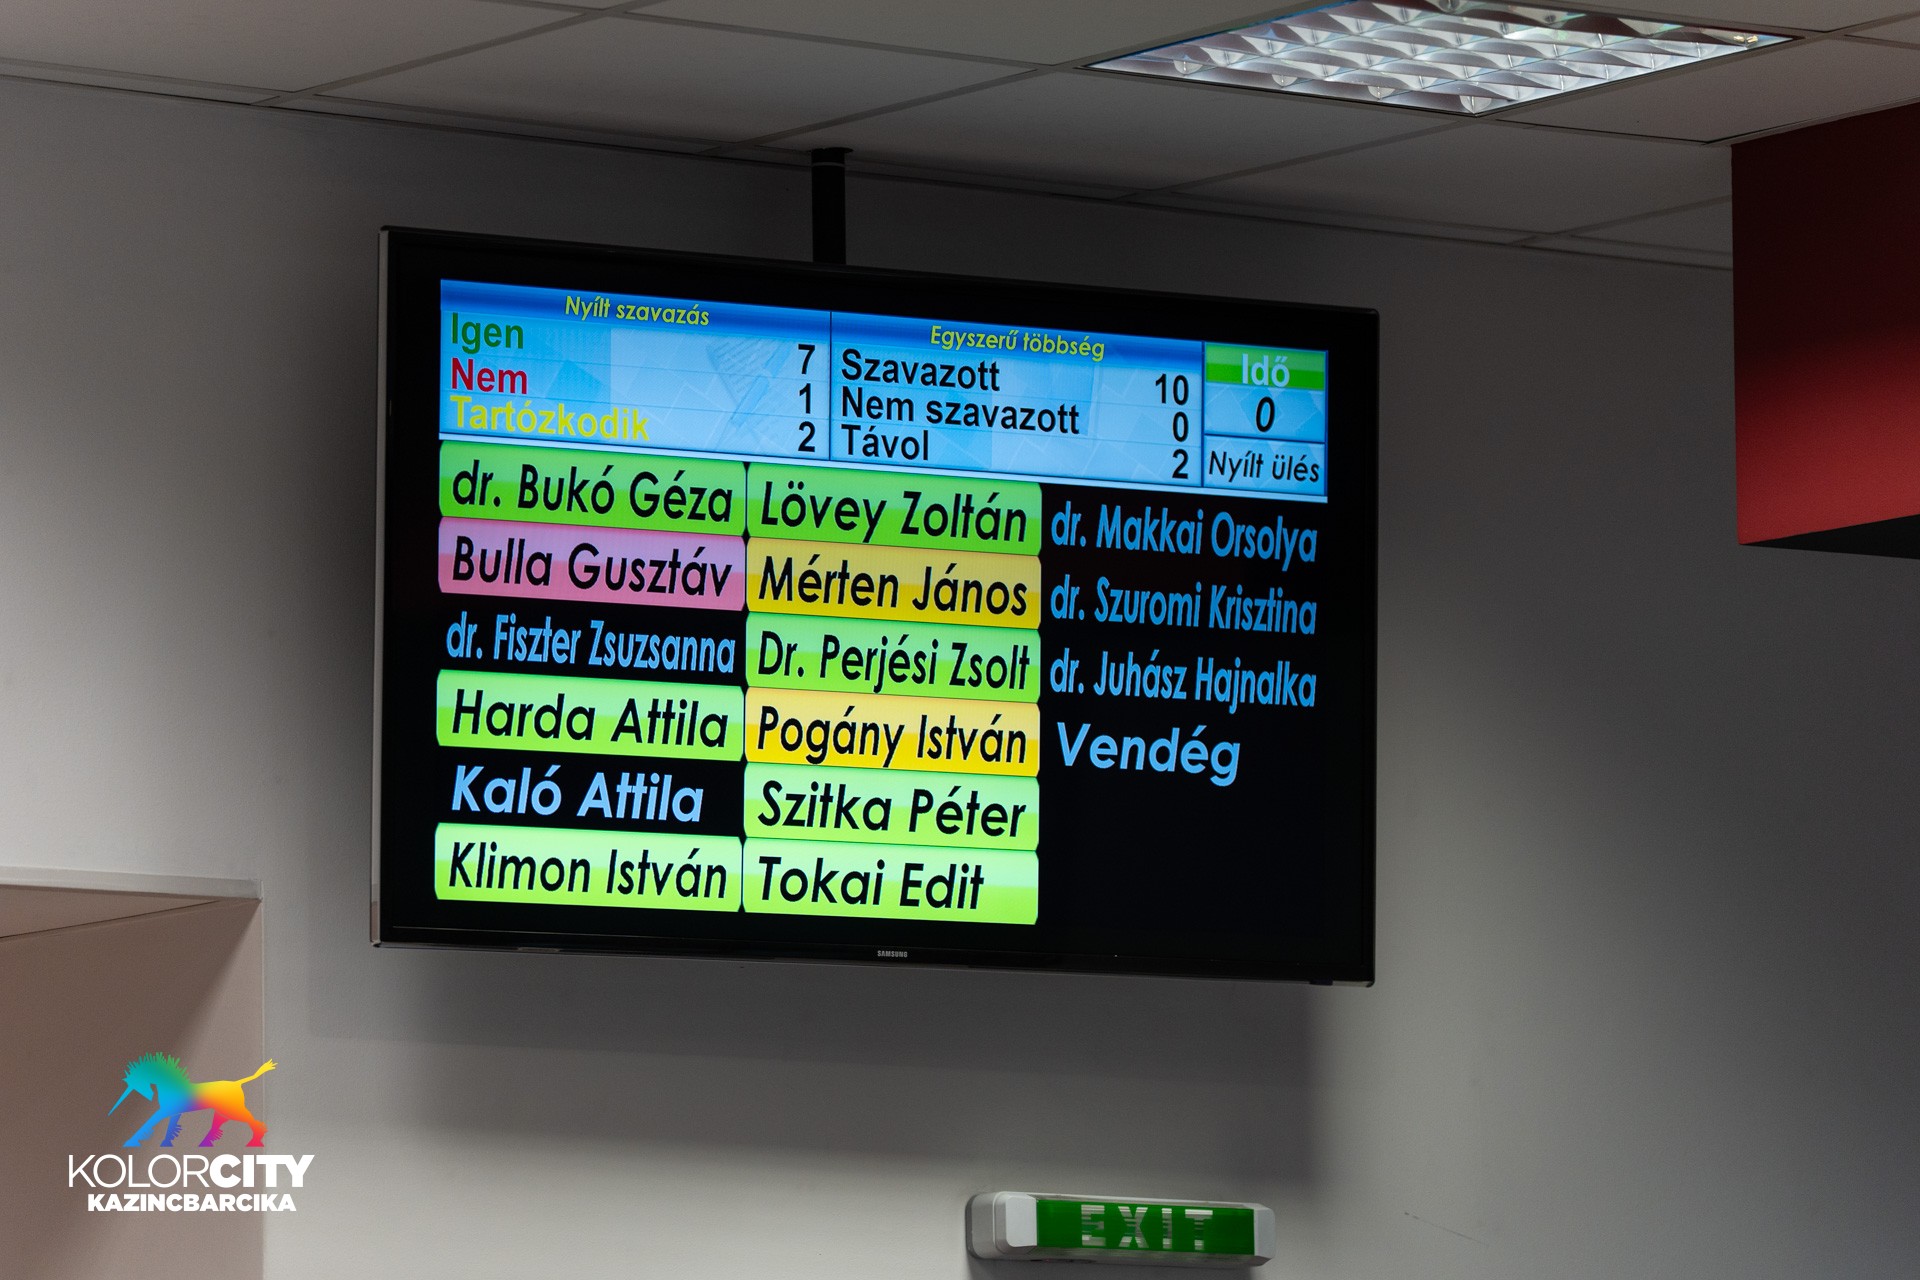 Nyílt szavazás
Igen 7
Nem 1
Tartózkodik 2
Egyszerű többség
Szavazott 10
Nem szavazott 0
Távol 2
Idő
0
Nyílt ülés
dr. Bukó Géza
Bulla Gusztáv
dr. Fiszter Zsuzsanna
Harda Attila
Kaló Attila
Klimon István
Lövey Zoltán
Mérten János
Dr. Perjési Zsolt
Pogány István
Szitka Péter
Tokai Edit
dr. Makkai Orsolya
dr. Szuromi Krisztina
dr. Juhász Hajnalka
Vendég
SAMSUNG
KOLORCITY
KAZINCBARCIKA
EXIT